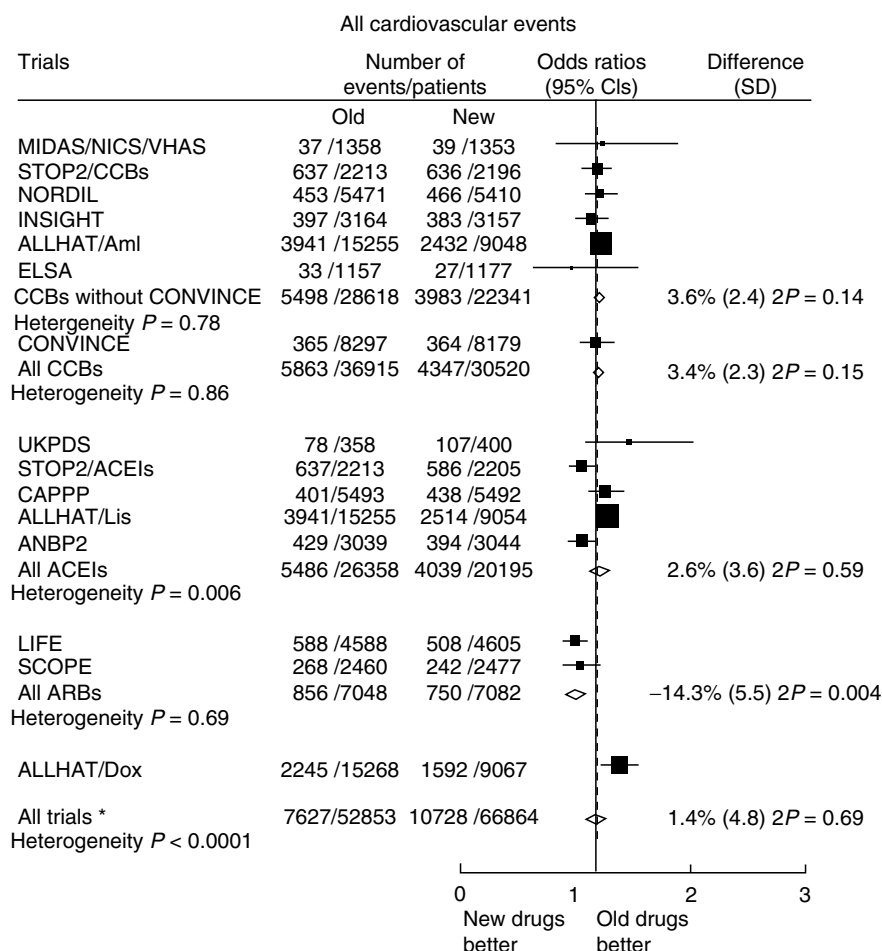 All cardiovascular events
Trials Number of events/patients Odds ratios (95% CIs) Difference (SD)
Old New
MIDAS/NICS/VHAS 37 /1358 39 /1353
STOP2/CCBs 637 /2213 636 /2196
NORDIL 453 /5471 466 /5410
INSIGHT 397 /3164 383 /3157
ALLHAT/Aml 3941 /15255 2432 /9048
ELSA 33 /1157 27/1177
CCBs without CONVINCE 5498 /28618 3983 /22341 3.6% (2.4) 2P = 0.14
Hetergeneity P = 0.78
CONVINCE 365 /8297 364 /8179
All CCBs 5863 /36915 4347/30520 3.4% (2.3) 2P = 0.15
Heterogeneity P = 0.86
UKPDS 78 /358 107/400
STOP2/ACEIs 637/2213 586 /2205
CAPPP 401/5493 438 /5492
ALLHAT/Lis 3941/15255 2514 /9054
ANBP2 429 /3039 394 /3044
All ACEIs 5486 /26358 4039 /20195 2.6% (3.6) 2P = 0.59
Heterogeneity P = 0.006
LIFE 588 /4588 508 /4605
SCOPE 268 /2460 242 /2477
All ARBs 856 /7048 750 /7082 −14.3% (5.5) 2P = 0.004
Heterogeneity P = 0.69
ALLHAT/Dox 2245 /15268 1592 /9067
All trials * 7627/52853 10728 /66864 1.4% (4.8) 2P = 0.69
Heterogeneity P < 0.0001
0 1 2 3
New drugs better Old drugs better